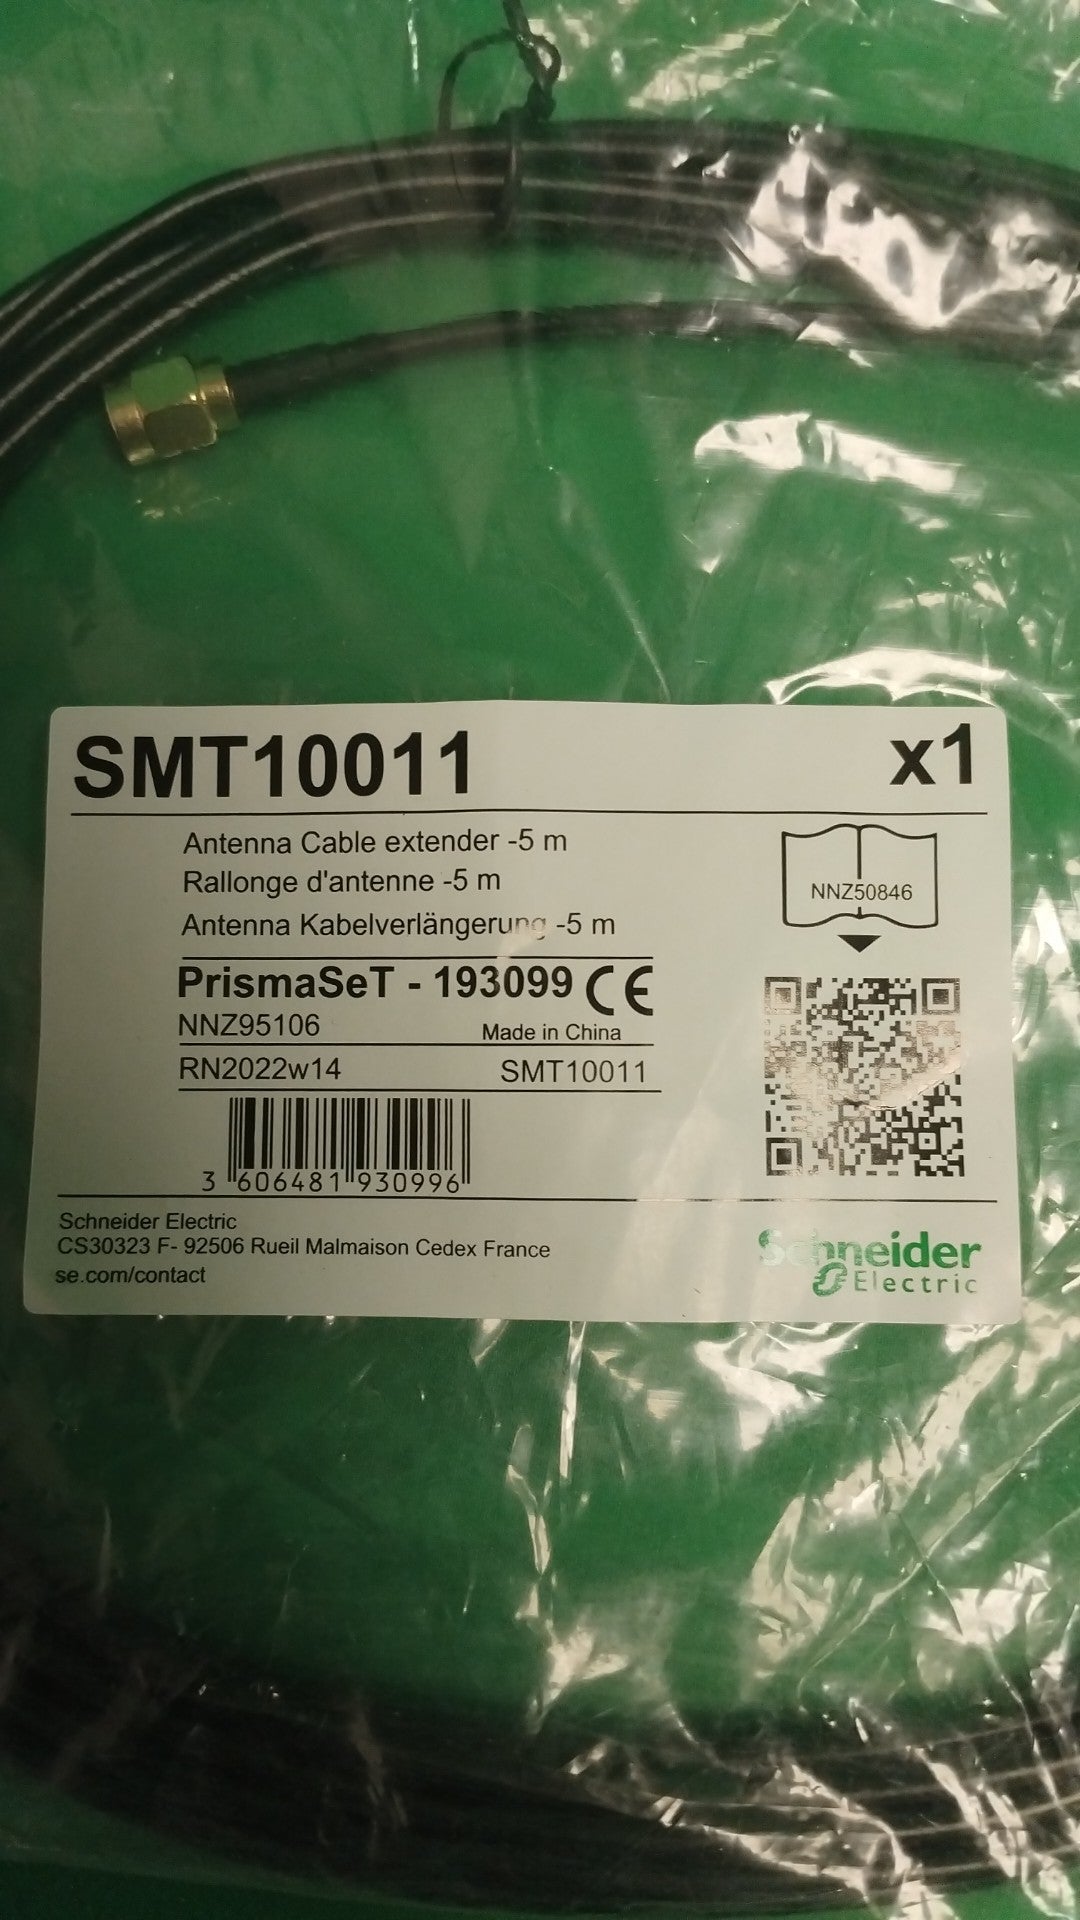 SMT10011 x1
Antenna Cable extender -5 m
Rallonge d'antenne -5 m
Antenna Kabelverlängerung -5 m
NNZ50846
PrismaSeT - 193099 CE
NNZ95106 Made in China
RN2022w14 SMT10011
3 606481 930996
Schneider Electric
CS30323 F- 92506 Rueil Malmaison Cedex France
se.com/contact
Schneider
Electric